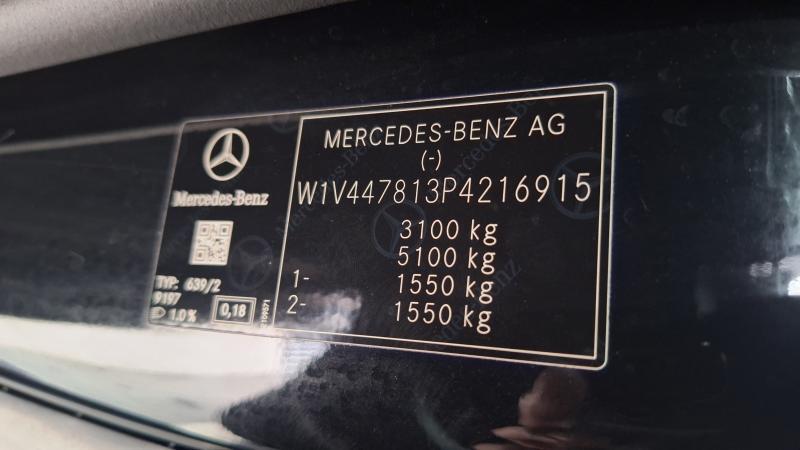 Mercedes-Benz
TYP: 639/2
9197
1.0%
0,18
MERCEDES-BENZ AG
(-)
W1V447813P4216915
3100 kg
5100 kg
1- 1550 kg
2- 1550 kg